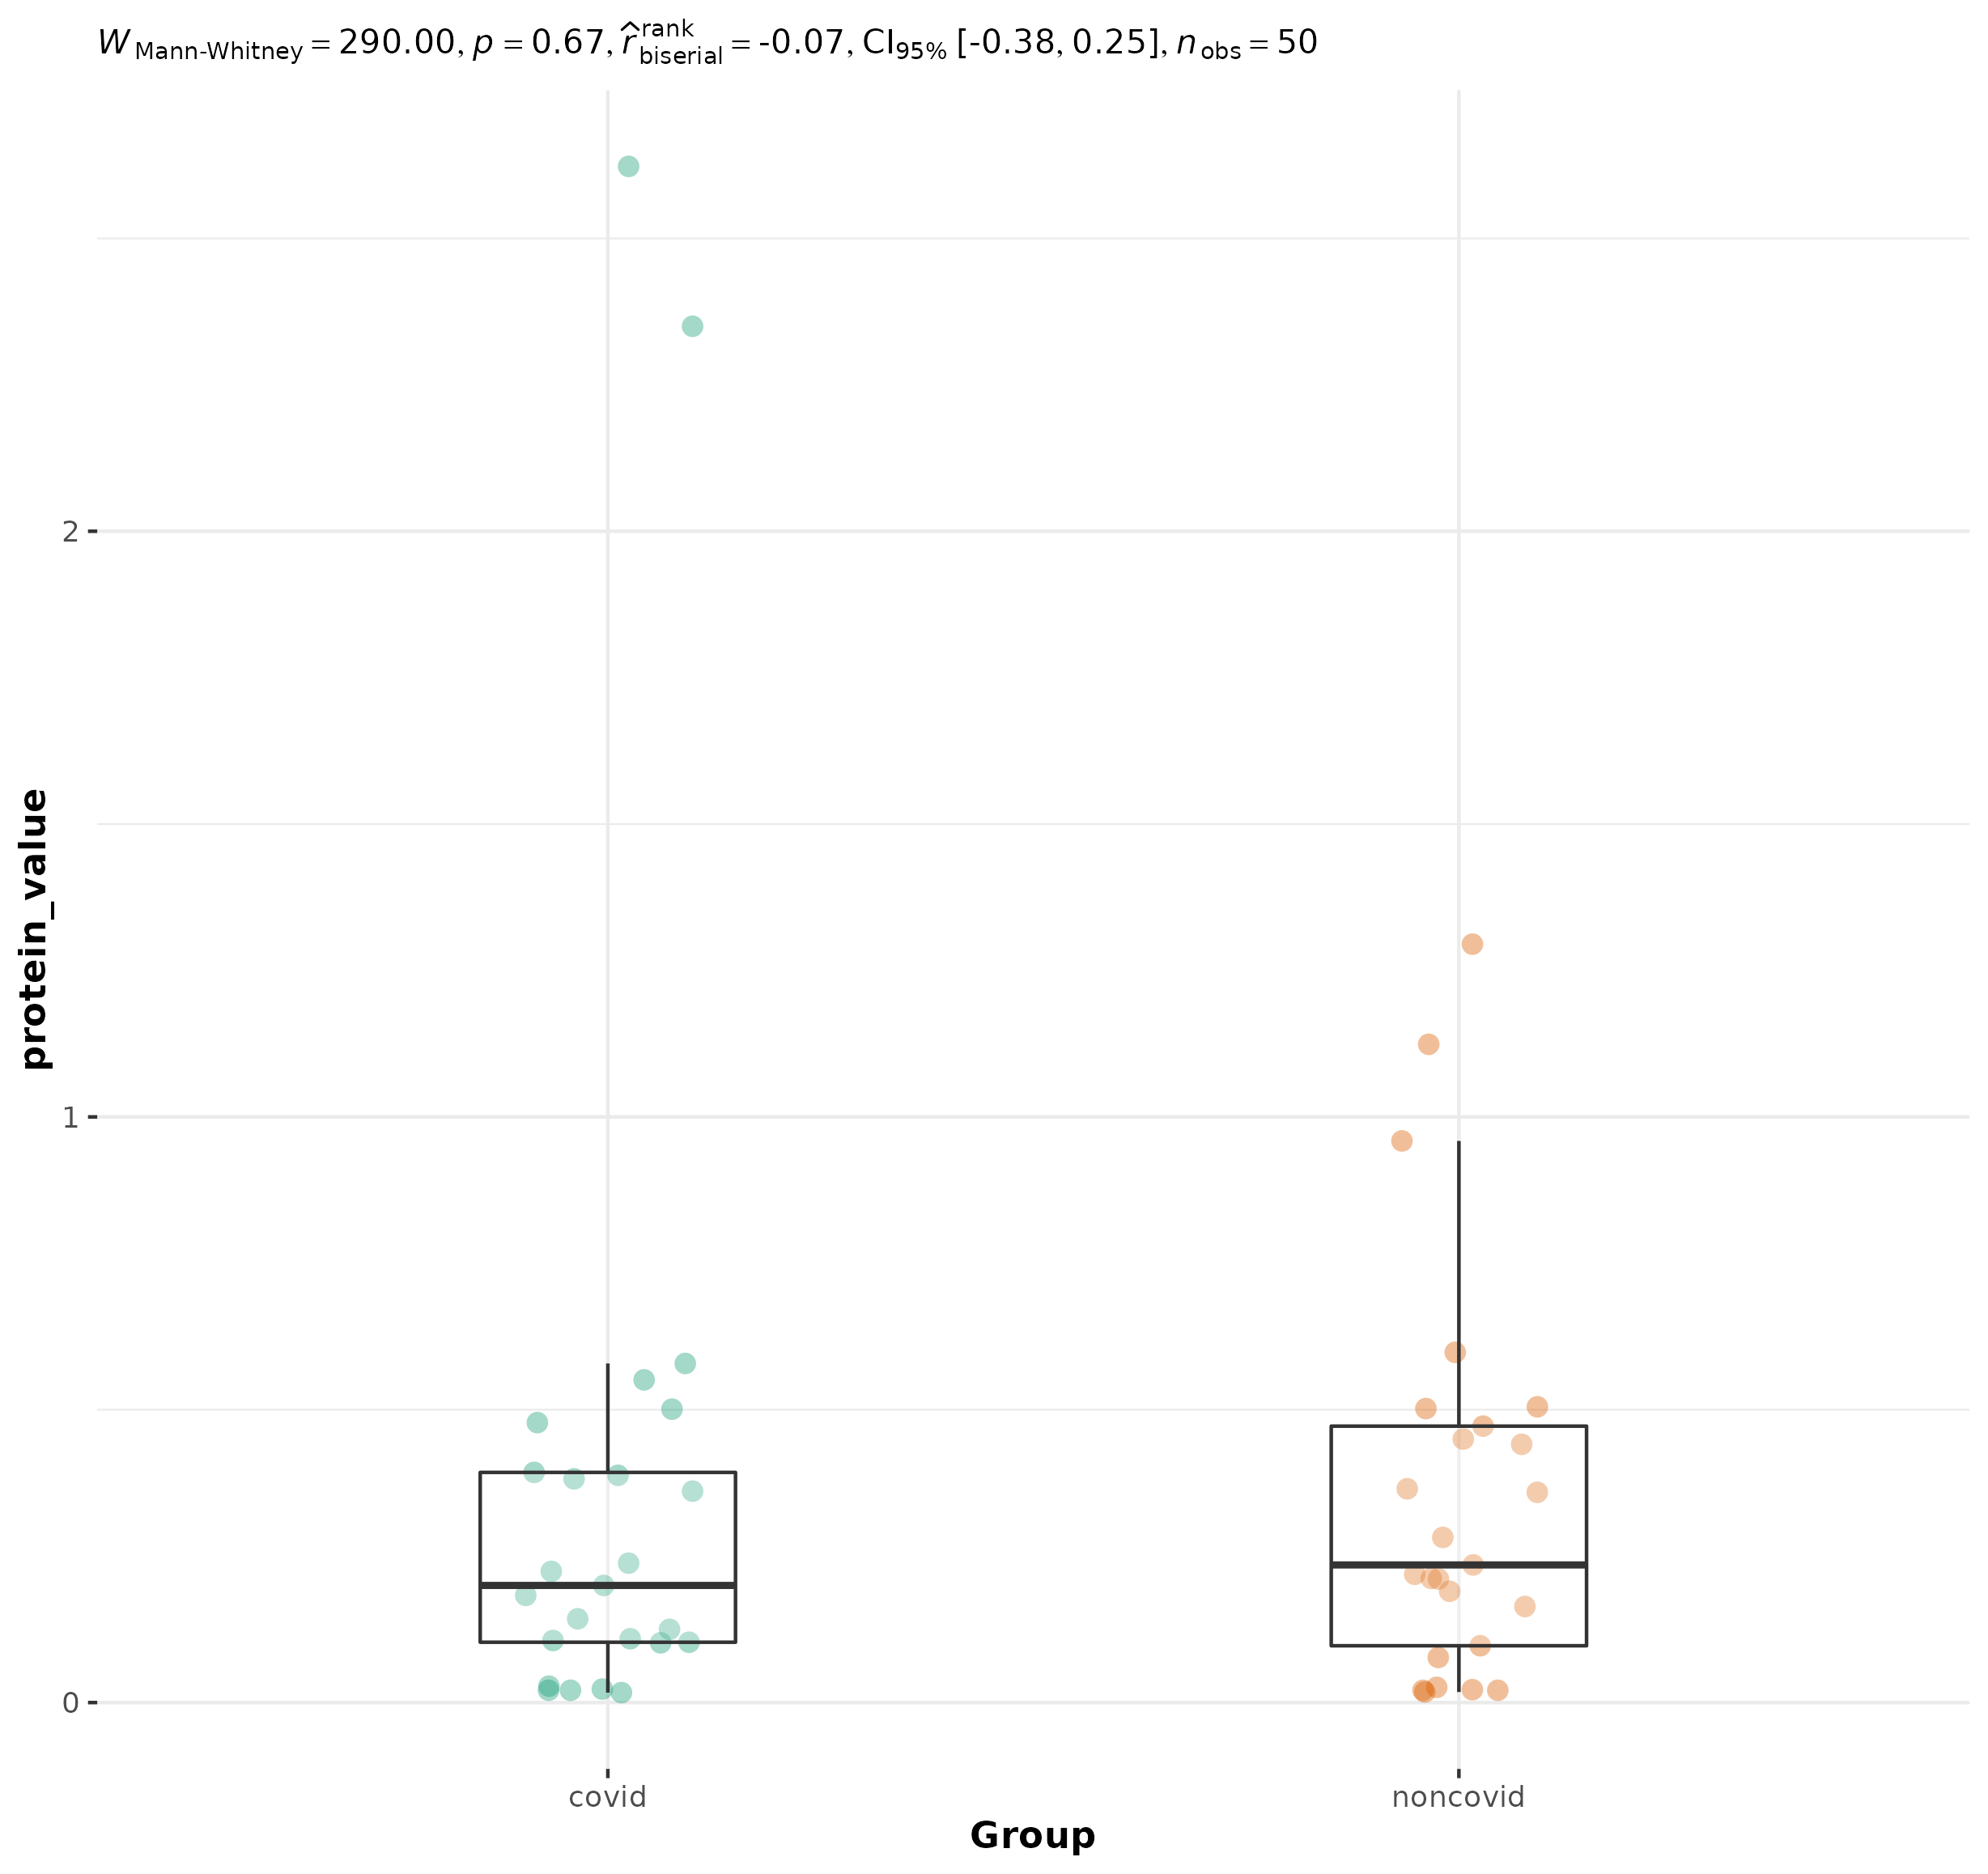 W Mann-Whitney = 290.00, p = 0.67, r̂ rank biserial = -0.07, CI95% [-0.38, 0.25], n obs = 50
protein_value
2
1
0
covid noncovid
Group